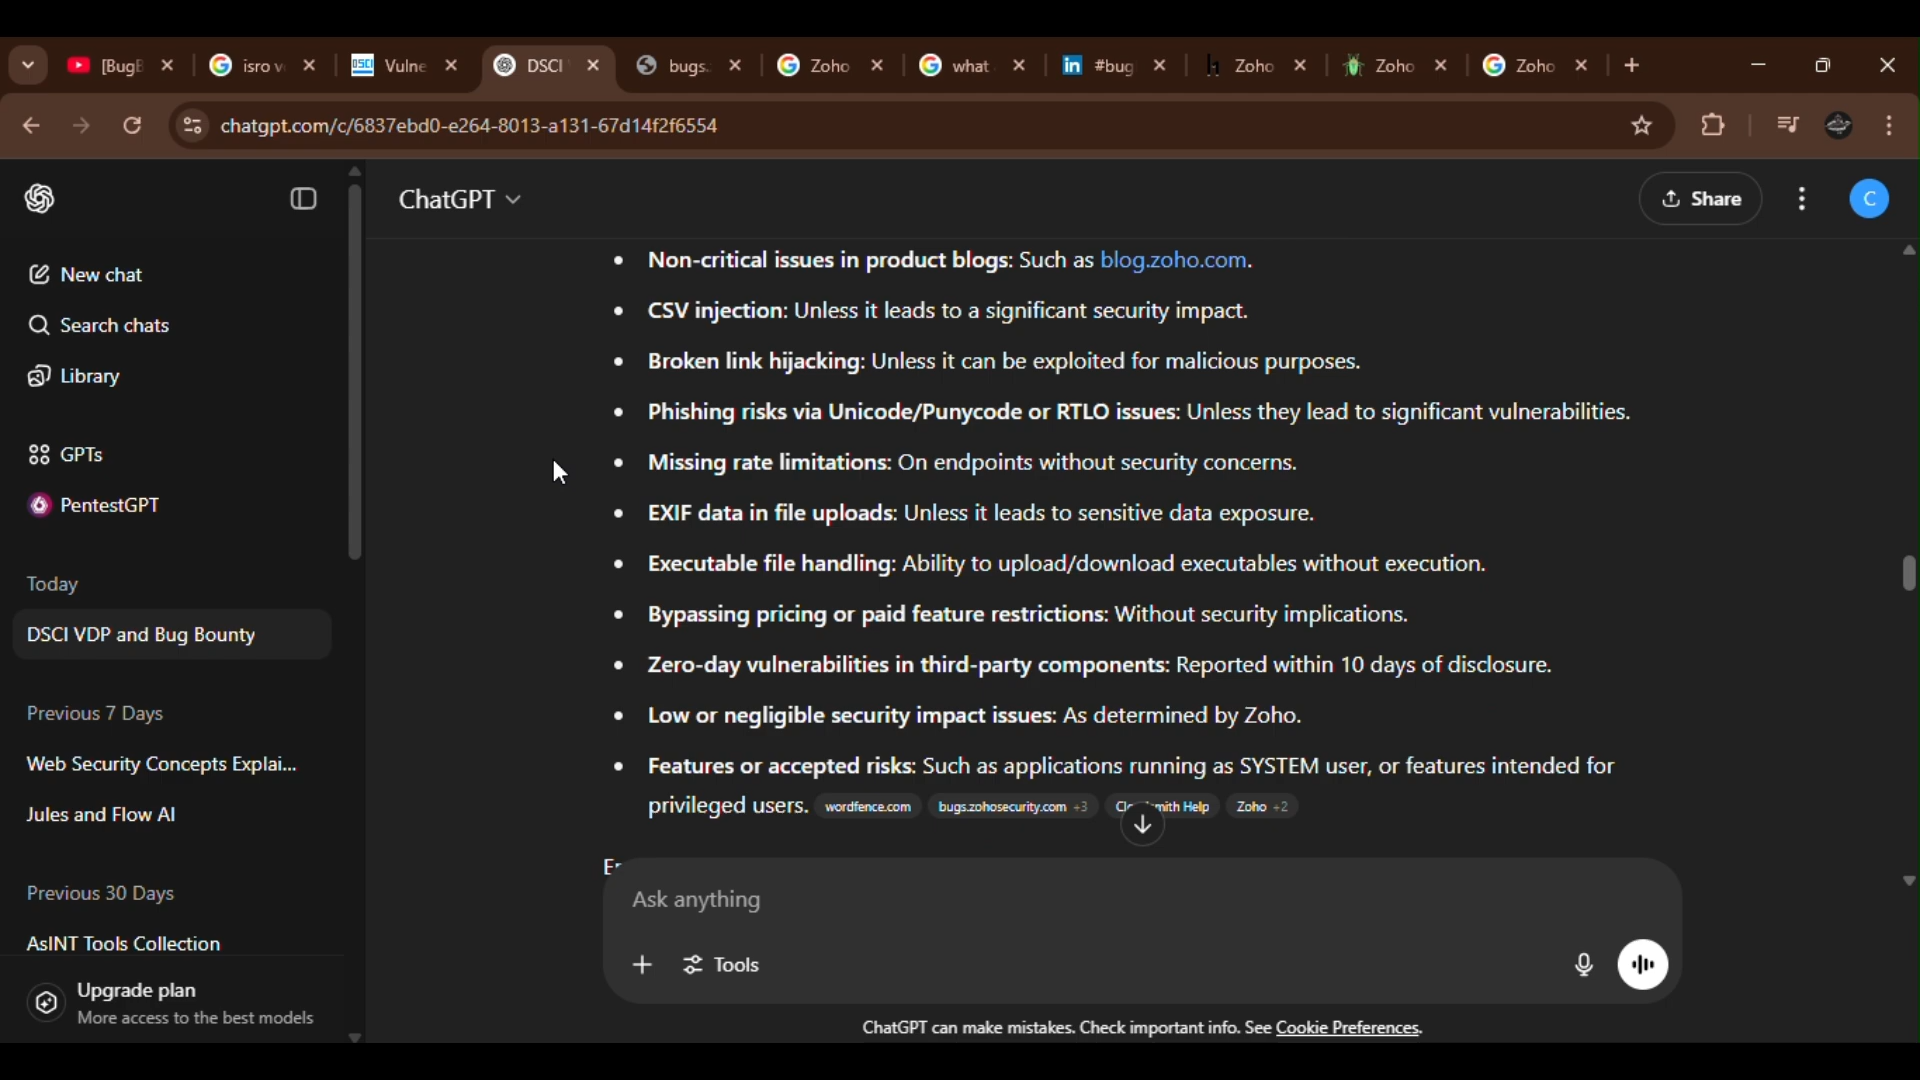 [BugB
isro v
DSCI
Vulne
DSCI
bugs.
Zoho
what
in
#bug
h
Zoho
Zoho
Zoho
chatgpt.com/c/6837ebd0-e264-8013-a131-67d14f2f6554
ChatGPT
Share
C
New chat
Search chats
Library
GPTs
PentestGPT
Today
DSCI VDP and Bug Bounty
Previous 7 Days
Web Security Concepts Explai...
Jules and Flow AI
Previous 30 Days
AsINT Tools Collection
Upgrade plan
More access to the best models
• Non-critical issues in product blogs: Such as blog.zoho.com.
• CSV injection: Unless it leads to a significant security impact.
• Broken link hijacking: Unless it can be exploited for malicious purposes.
• Phishing risks via Unicode/Punycode or RTLO issues: Unless they lead to significant vulnerabilities.
• Missing rate limitations: On endpoints without security concerns.
• EXIF data in file uploads: Unless it leads to sensitive data exposure.
• Executable file handling: Ability to upload/download executables without execution.
• Bypassing pricing or paid feature restrictions: Without security implications.
• Zero-day vulnerabilities in third-party components: Reported within 10 days of disclosure.
• Low or negligible security impact issues: As determined by Zoho.
• Features or accepted risks: Such as applications running as SYSTEM user, or features intended for
privileged users. wordfence.com bugs.zohosecurity.com +3 Help Zoho +2
Ask anything
Tools
ChatGPT can make mistakes. Check important info. See Cookie Preferences.